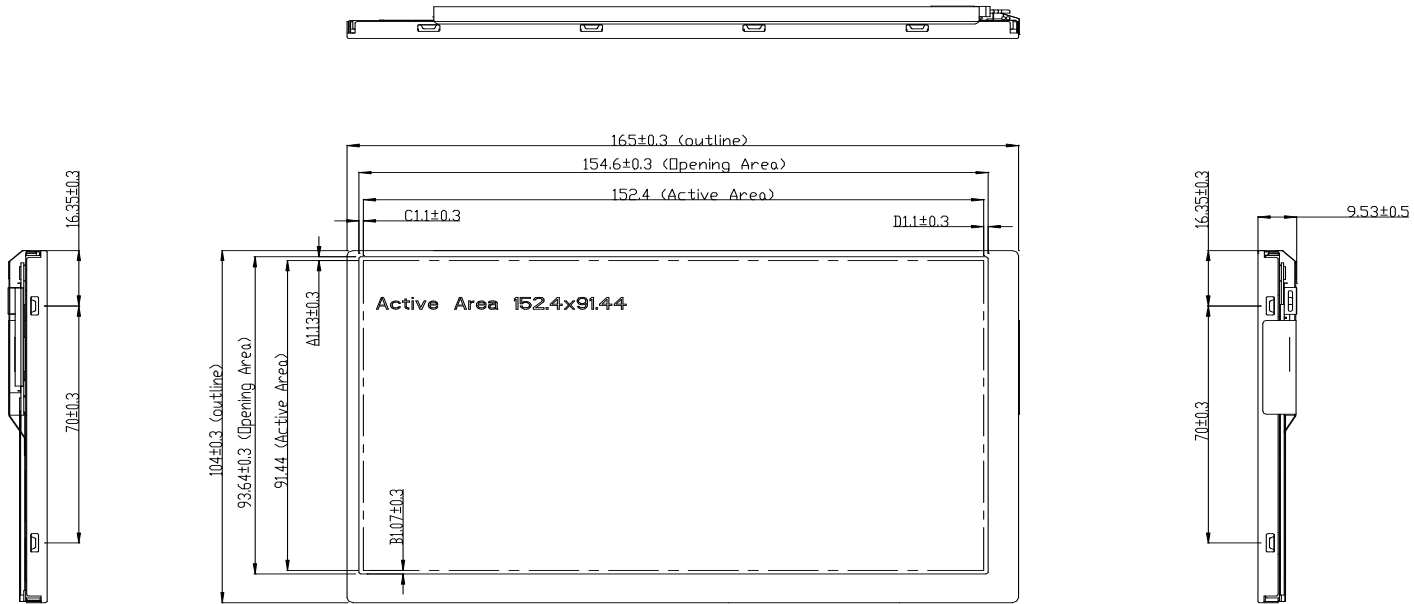 165±0.3 (outline)
154.6±0.3 (Opening Area)
152.4 (Active Area)
C1.1±0.3
D1.1±0.3
16.35±0.3
16.35±0.3
9.53±0.5
A1.13±0.3
Active Area 152.4x91.44
104±0.3 (outline)
93.64±0.3 (Opening Area)
91.44 (Active Area)
70±0.3
70±0.3
B1.07±0.3